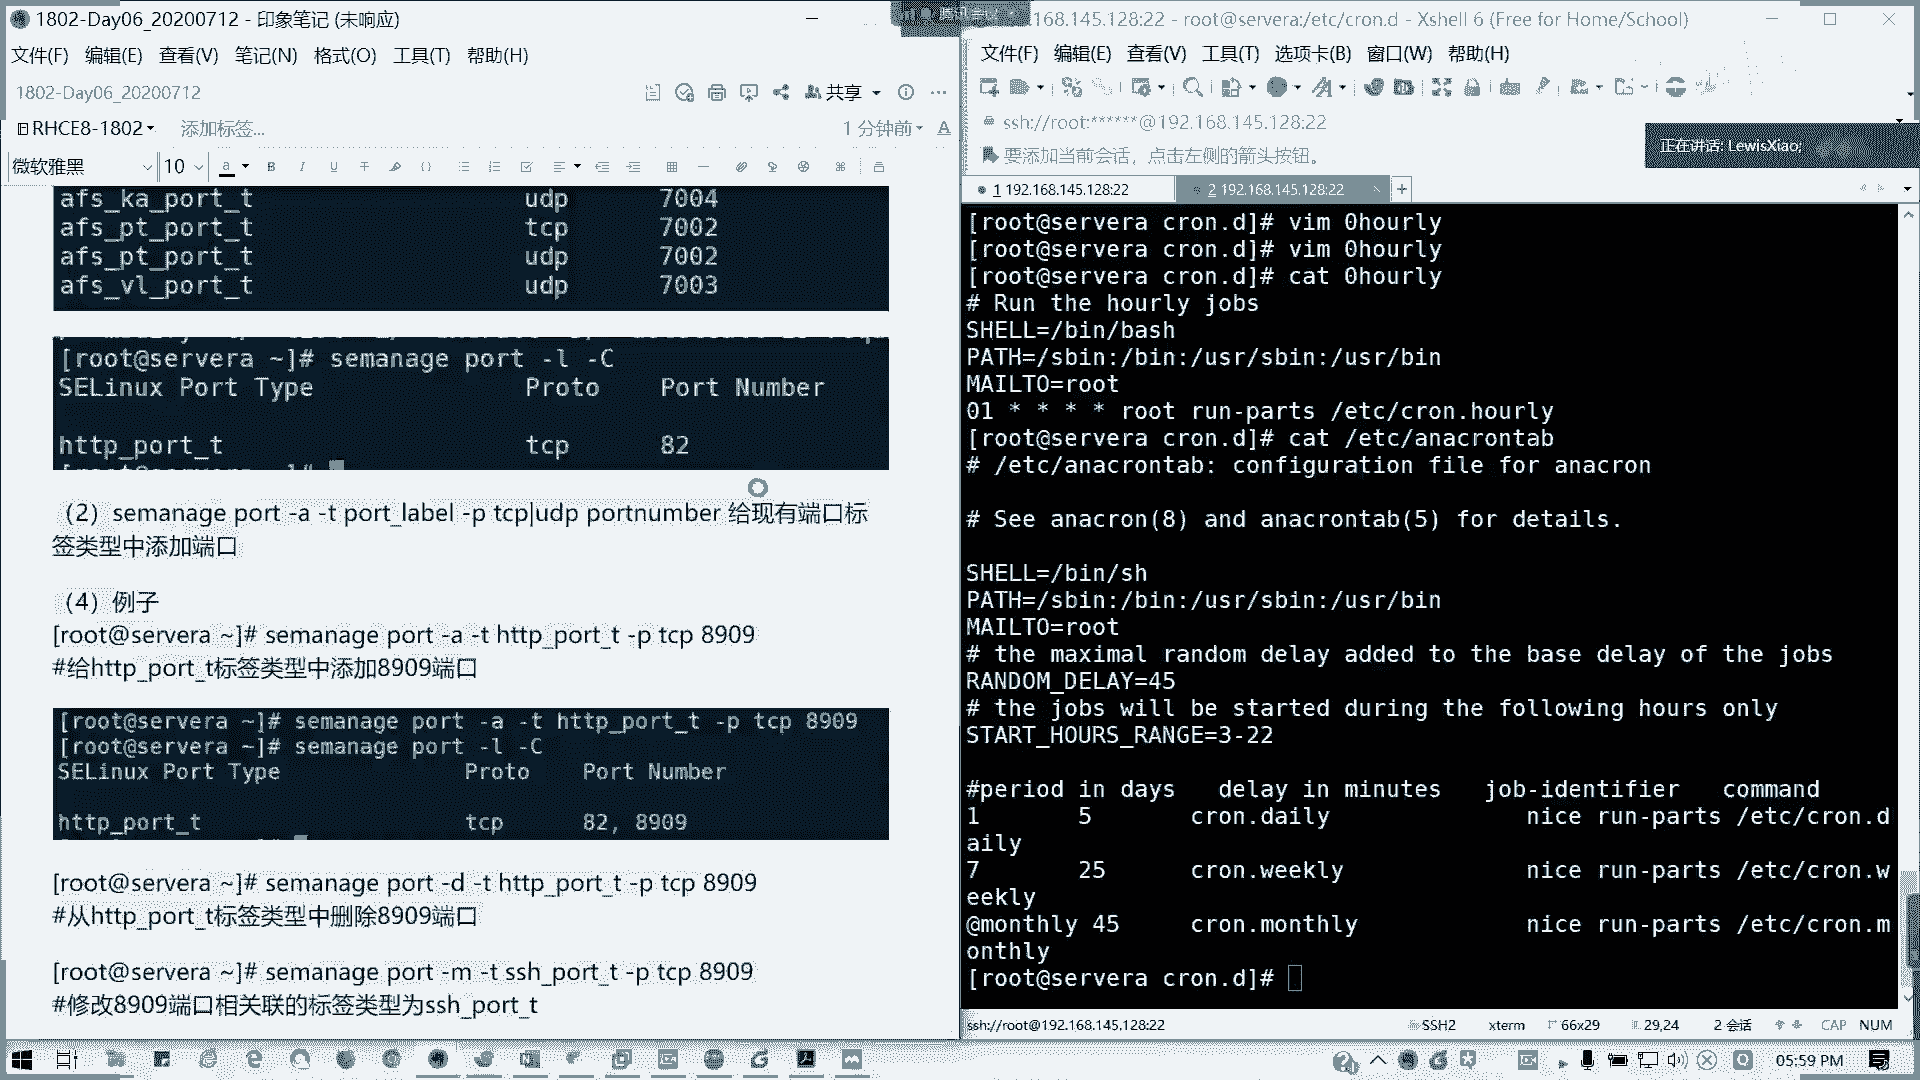 1802-Day06_20200712 - 印象笔记 (未响应)
文件(F) 编辑(E) 查看(V) 笔记(N) 格式(O) 工具(T) 帮助(H)
1802-Day06_20200712
共享
RHCE8-1802
添加标签...
1 分钟前
微软雅黑
10
afs_ka_port_t udp 7004
afs_pt_port_t tcp 7002
afs_pt_port_t udp 7002
afs_vl_port_t udp 7003
[root@servera ~]# semanage port -l -C
SELinux Port Type Proto Port Number
http_port_t tcp 82
（2）semanage port -a -t port_label -p tcp|udp portnumber 给现有端口标
签类型中添加端口
（4）例子
[root@servera ~]# semanage port -a -t http_port_t -p tcp 8909
#给http_port_t标签类型中添加8909端口
[root@servera ~]# semanage port -a -t http_port_t -p tcp 8909
[root@servera ~]# semanage port -l -C
SELinux Port Type Proto Port Number
http_port_t tcp 82, 8909
[root@servera ~]# semanage port -d -t http_port_t -p tcp 8909
#从http_port_t标签类型中删除8909端口
[root@servera ~]# semanage port -m -t ssh_port_t -p tcp 8909
#修改8909端口相关联的标签类型为ssh_port_t
.168.145.128:22 - root@servera:/etc/cron.d - Xshell 6 (Free for Home/School)
文件(F) 编辑(E) 查看(V) 工具(T) 选项卡(B) 窗口(W) 帮助(H)
ssh://root:******@192.168.145.128:22
要添加当前会话，点击左侧的箭头按钮。
正在讲话: LewisXiao;
1 192.168.145.128:22
2 192.168.145.128:22
[root@servera cron.d]# vim 0hourly
[root@servera cron.d]# vim 0hourly
[root@servera cron.d]# cat 0hourly
# Run the hourly jobs
SHELL=/bin/bash
PATH=/sbin:/bin:/usr/sbin:/usr/bin
MAILTO=root
01 * * * * root run-parts /etc/cron.hourly
[root@servera cron.d]# cat /etc/anacrontab
# /etc/anacrontab: configuration file for anacron
# See anacron(8) and anacrontab(5) for details.
SHELL=/bin/sh
PATH=/sbin:/bin:/usr/sbin:/usr/bin
MAILTO=root
# the maximal random delay added to the base delay of the jobs
RANDOM_DELAY=45
# the jobs will be started during the following hours only
START_HOURS_RANGE=3-22
#period in days delay in minutes job-identifier command
1 5 cron.daily nice run-parts /etc/cron.d
aily
7 25 cron.weekly nice run-parts /etc/cron.w
eekly
@monthly 45 cron.monthly nice run-parts /etc/cron.m
onthly
[root@servera cron.d]#
ssh://root@192.168.145.128:22
SSH2
xterm
66x29
29,24
2 会话
CAP
NUM
05:59 PM